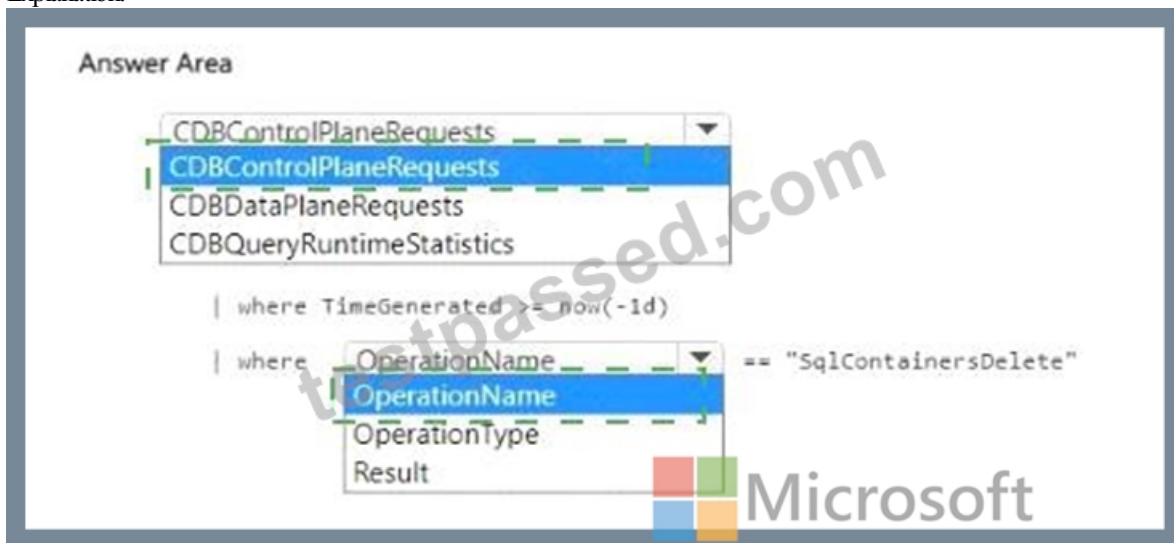 Explanation:
Answer Area
CDBControlPlaneRequests
CDBControlPlaneRequests
CDBDataPlaneRequests
CDBQueryRuntimeStatistics
| where TimeGenerated >= now(-1d)
| where OperationName == "SqlContainersDelete"
OperationName
OperationType
Result
testpassed.com
Microsoft